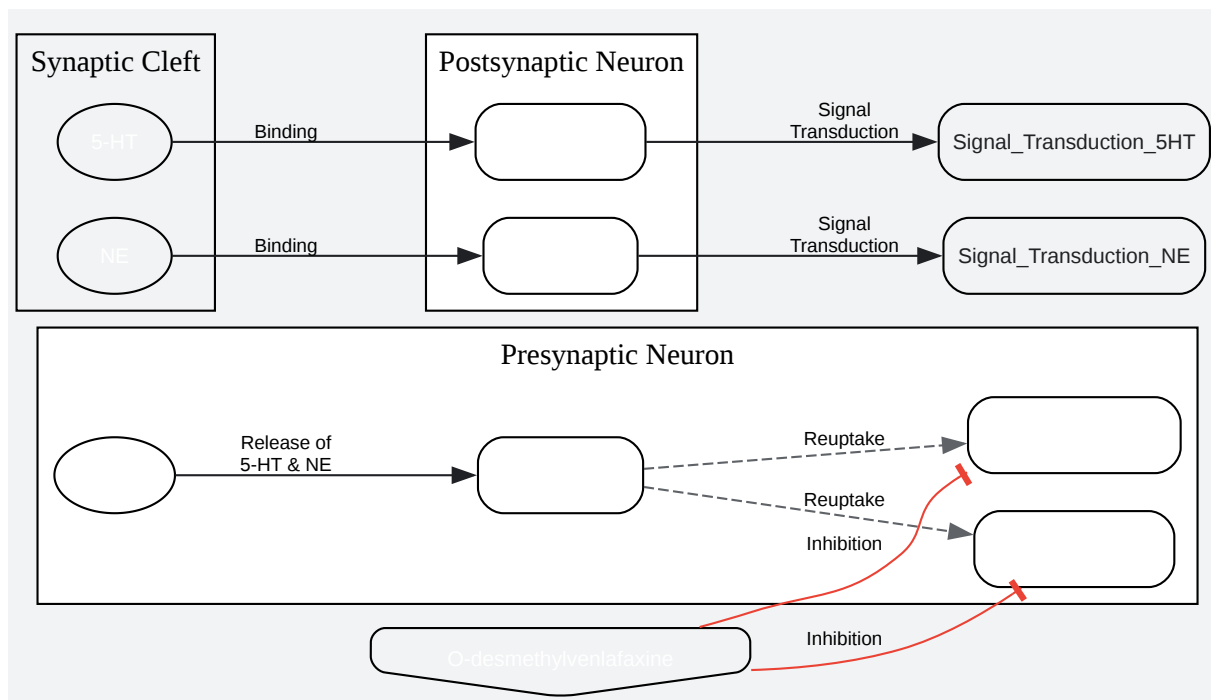 Synaptic Cleft
Postsynaptic Neuron
5-HT
Binding
Signal
Transduction
Signal_Transduction_5HT
NE
Binding
Signal
Transduction
Signal_Transduction_NE
Presynaptic Neuron
Release of
5-HT & NE
Reuptake
Reuptake
Inhibition
Inhibition
O-desmethylvenlafaxine